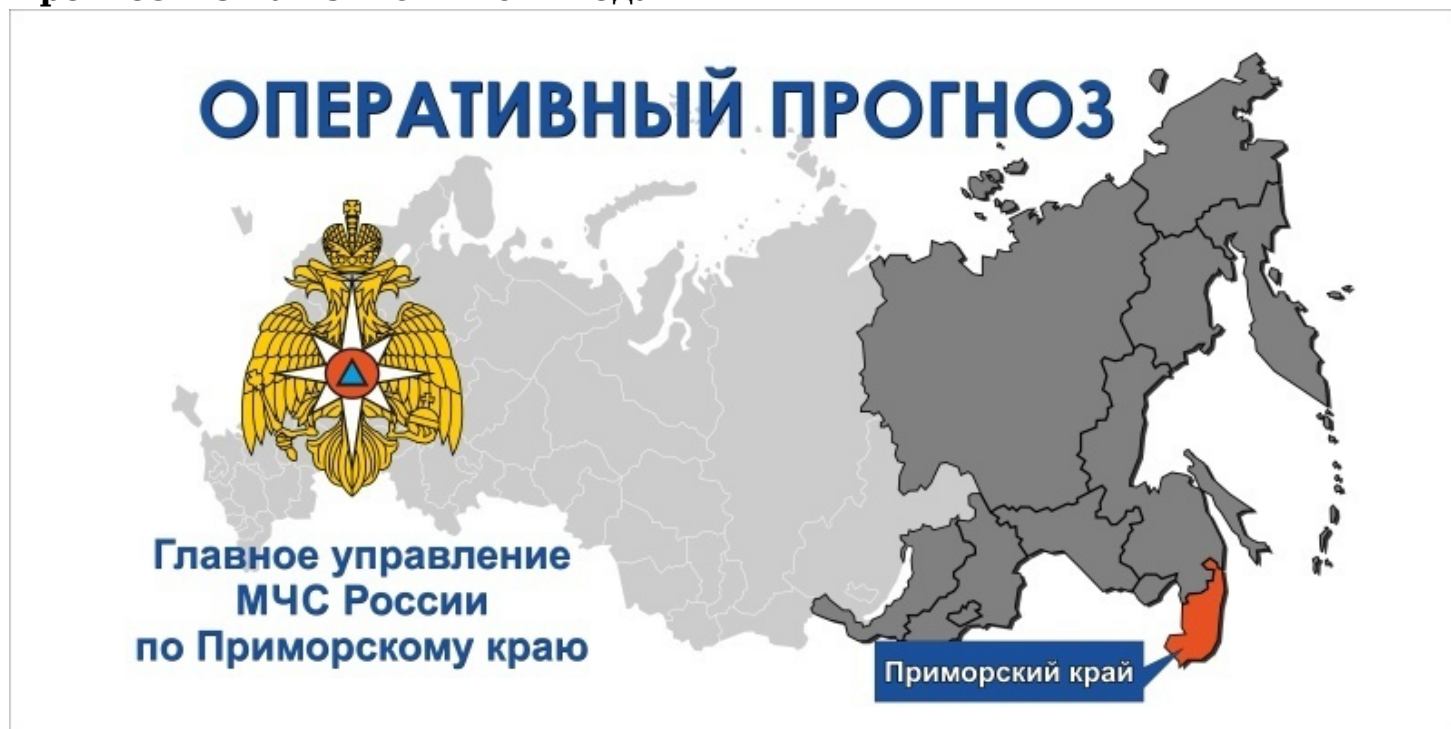 ОПЕРАТИВНЫЙ ПРОГНОЗ
Главное управление
МЧС России
по Приморскому краю
Приморский край